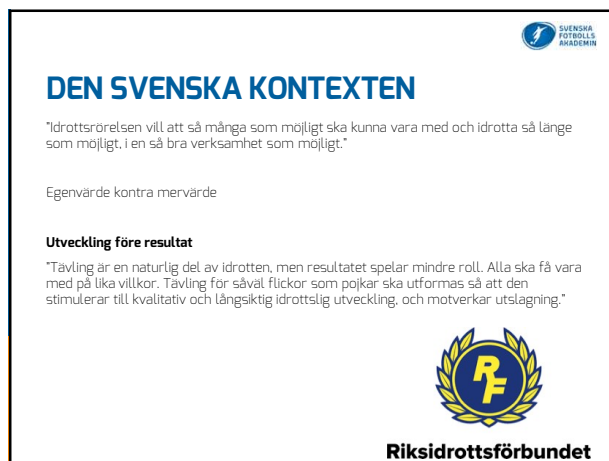 SVENSKA
FOTBOLLS
AKADEMIN
DEN SVENSKA KONTEXTEN
"Idrottsrörelsen vill att så många som möjligt ska kunna vara med och idrotta så länge
som möjligt, i en så bra verksamhet som möjligt."
Egenvärde kontra mervärde
Utveckling före resultat
"Tävling är en naturlig del av idrotten, men resultatet spelar mindre roll. Alla ska få vara
med på lika villkor. Tävling för såväl flickor som pojkar ska utformas så att den
stimulerar till kvalitativ och långsiktig idrottslig utveckling, och motverkar utslagning."
RF
Riksidrottsförbundet